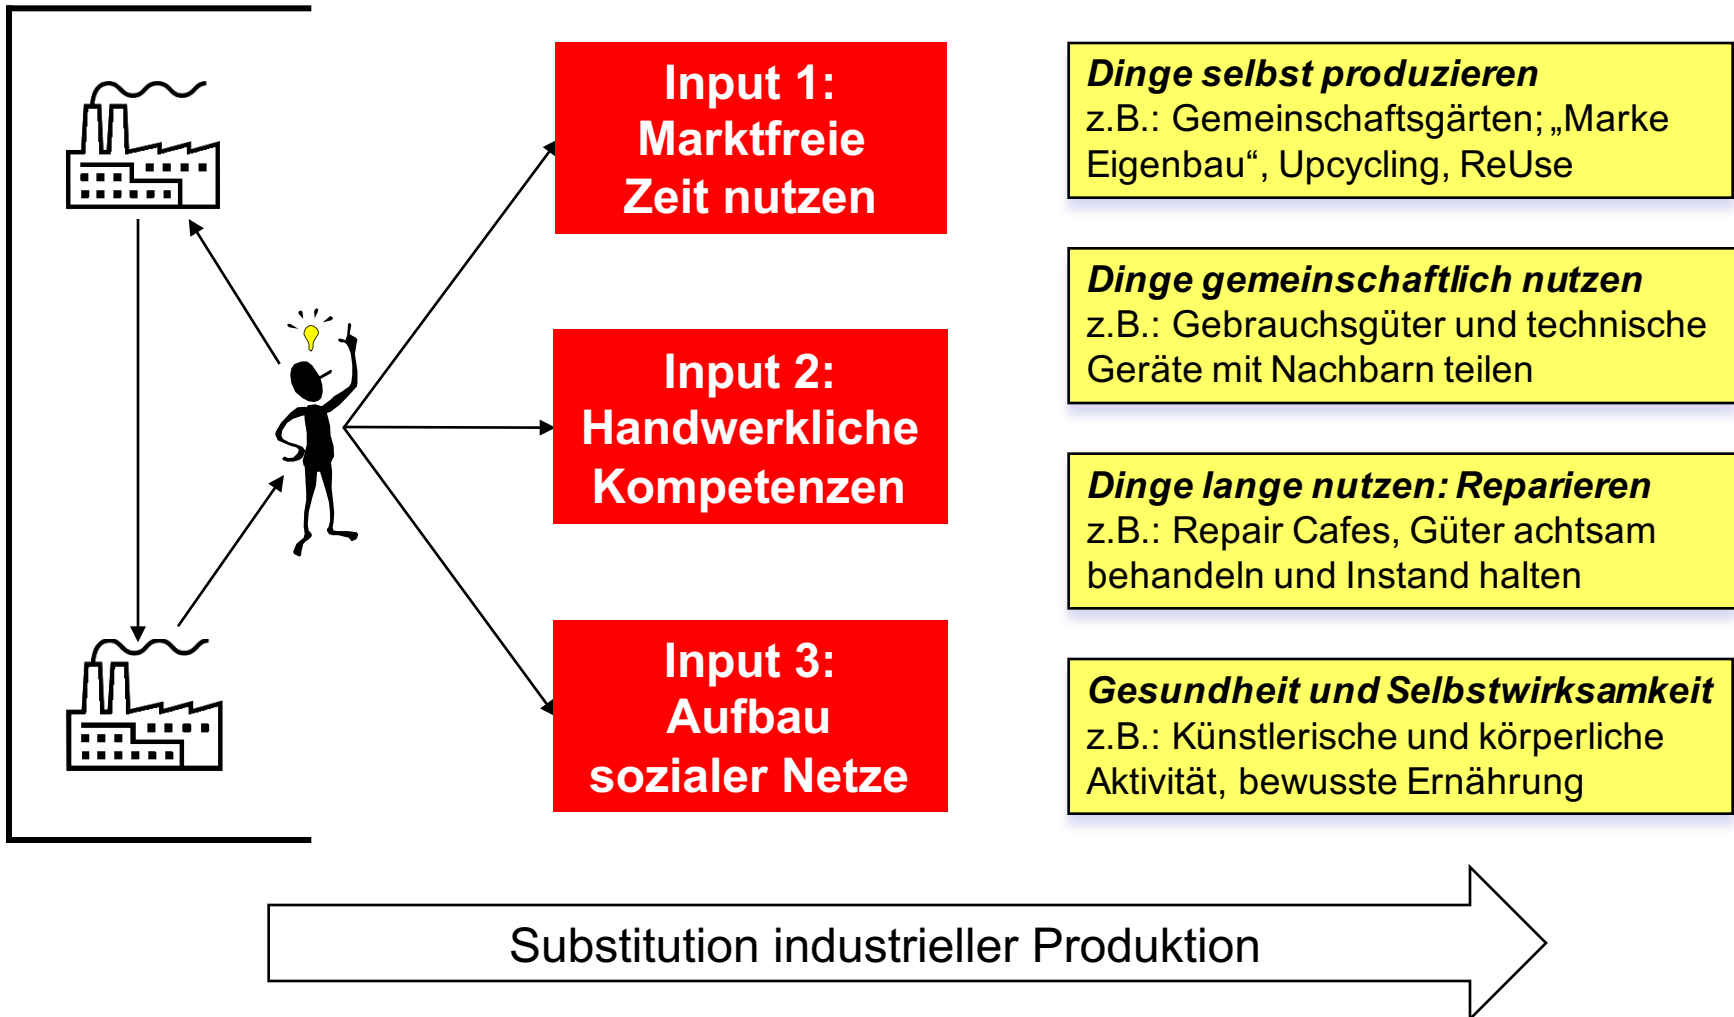 Input 1:
Marktfreie
Zeit nutzen
Input 2:
Handwerkliche
Kompetenzen
Input 3:
Aufbau
sozialer Netze
Dinge selbst produzieren
z.B.: Gemeinschaftsgärten; „Marke
Eigenbau“, Upcycling, ReUse
Dinge gemeinschaftlich nutzen
z.B.: Gebrauchsgüter und technische
Geräte mit Nachbarn teilen
Dinge lange nutzen: Reparieren
z.B.: Repair Cafes, Güter achtsam
behandeln und Instand halten
Gesundheit und Selbstwirksamkeit
z.B.: Künstlerische und körperliche
Aktivität, bewusste Ernährung
Substitution industrieller Produktion